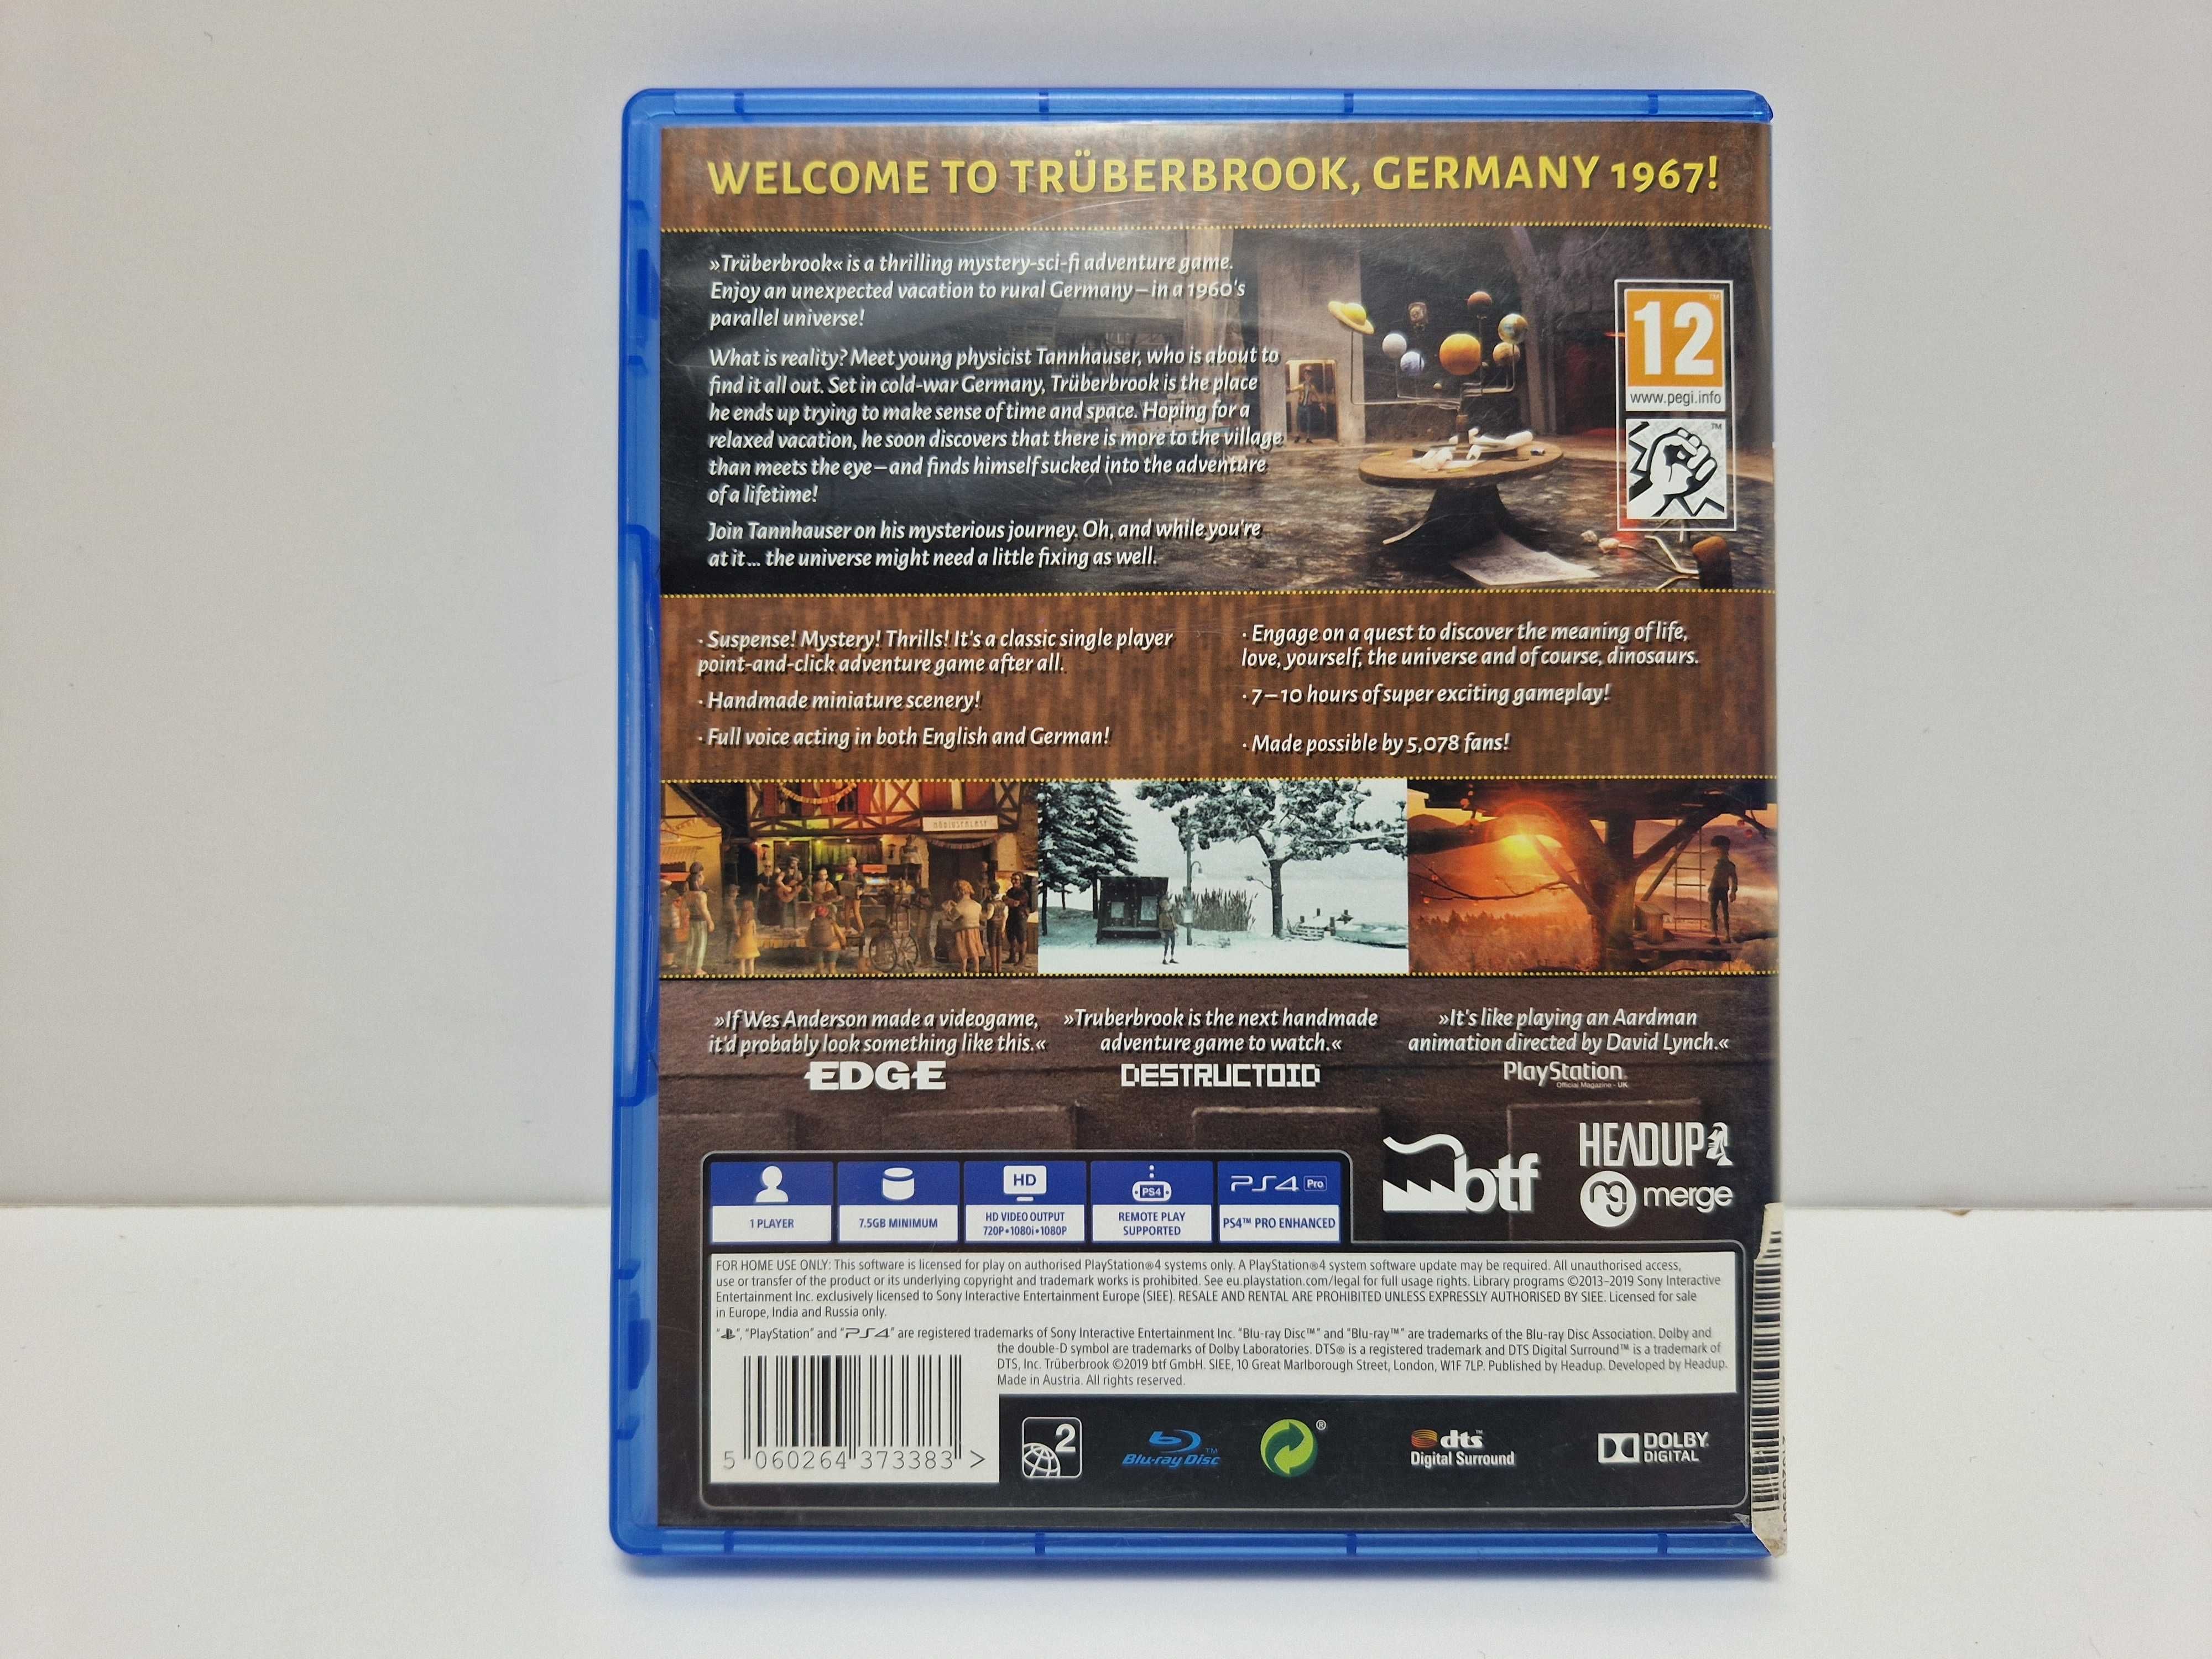 WELCOME TO TRÜBERBROOK, GERMANY 1967!
»Trüberbrook« is a thrilling mystery-sci-fi adventure game.
Enjoy an unexpected vacation to rural Germany – in a 1960's
parallel universe!
What is reality? Meet young physicist Tannhauser, who is about to
find it all out. Set in cold-war Germany, Trüberbrook is the place
he ends up trying to make sense of time and space. Hoping for a
relaxed vacation, he soon discovers that there is more to the village
than meets the eye – and finds himself sucked into the adventure
of a lifetime!
Join Tannhauser on his mysterious journey. Oh, and while you're
at it ... the universe might need a little fixing as well.
12™
www.pegi.info
™
· Suspense! Mystery! Thrills! It's a classic single player
point-and-click adventure game after all.
· Handmade miniature scenery!
· Full voice acting in both English and German!
· Engage on a quest to discover the meaning of life,
love, yourself, the universe and of course, dinosaurs.
· 7–10 hours of super exciting gameplay!
· Made possible by 5,078 fans!
»If Wes Anderson made a videogame,
it'd probably look something like this.«
EDGE
»Truberbrook is the next handmade
adventure game to watch.«
DESTRUCTOID
»It's like playing an Aardman
animation directed by David Lynch.«
PlayStation
Official Magazine - UK
btf
HEADUP
merge
1 PLAYER
7.5GB MINIMUM
HD
HD VIDEO OUTPUT
720P•1080i•1080P
PS4
REMOTE PLAY
SUPPORTED
PS4 Pro
PS4™ PRO ENHANCED
FOR HOME USE ONLY: This software is licensed for play on authorised PlayStation®4 systems only. A PlayStation®4 system software update may be required. All unauthorised access,
use or transfer of the product or its underlying copyright and trademark works is prohibited. See eu.playstation.com/legal for full usage rights. Library programs ©2013-2019 Sony Interactive
Entertainment Inc. exclusively licensed to Sony Interactive Entertainment Europe (SIEE). RESALE AND RENTAL ARE PROHIBITED UNLESS EXPRESSLY AUTHORISED BY SIEE. Licensed for sale
in Europe, India and Russia only.
"", "PlayStation" and "PS4" are registered trademarks of Sony Interactive Entertainment Inc. "Blu-ray Disc™" and "Blu-ray™" are trademarks of the Blu-ray Disc Association. Dolby and
the double-D symbol are trademarks of Dolby Laboratories. DTS® is a registered trademark and DTS Digital Surround™ is a trademark of
DTS, Inc. Trüberbrook ©2019 btf GmbH. SIEE, 10 Great Marlborough Street, London, W1F 7LP. Published by Headup. Developed by Headup.
Made in Austria. All rights reserved.
5 060264 373383 >
2
Blu-ray Disc™
®
dts™
Digital Surround
DOLBY
DIGITAL